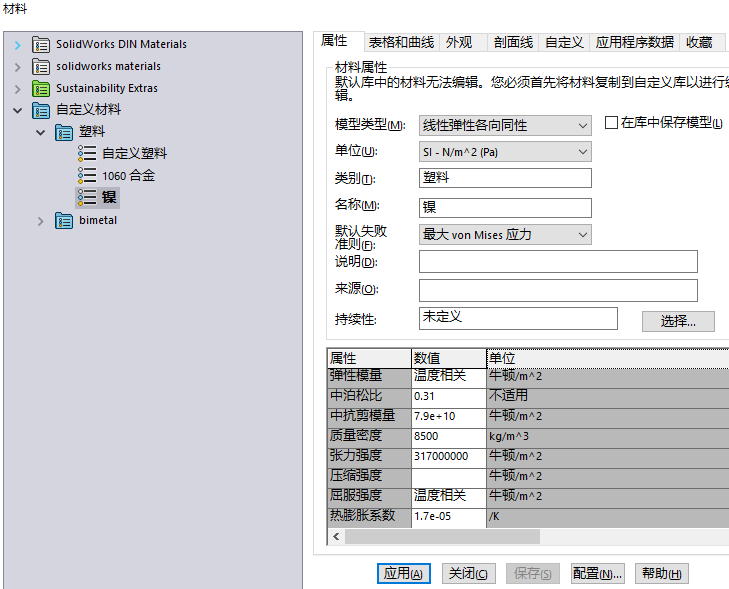 材料
SolidWorks DIN Materials
solidworks materials
Sustainability Extras
自定义材料
塑料
自定义塑料
1060 合金
镍
bimetal
属性 表格和曲线 外观 剖面线 自定义 应用程序数据 收藏
材料属性
默认库中的材料无法编辑。您必须首先将材料复制到自定义库以进行编
辑。
模型类型(M): 线性弹性各向同性 在库中保存模型(L)
单位(U): SI - N/m^2 (Pa)
类别(T): 塑料
名称(M): 镍
默认失败
准则(F): 最大 von Mises 应力
说明(D):
来源(O):
持续性: 未定义 选择...
属性 数值 单位
弹性模量 温度相关 牛顿/m^2
中泊松比 0.31 不适用
中抗剪模量 7.9e+10 牛顿/m^2
质量密度 8500 kg/m^3
张力强度 317000000 牛顿/m^2
压缩强度 牛顿/m^2
屈服强度 温度相关 牛顿/m^2
热膨胀系数 1.7e-05 /K
应用(A) 关闭(C) 保存(S) 配置(N)... 帮助(H)